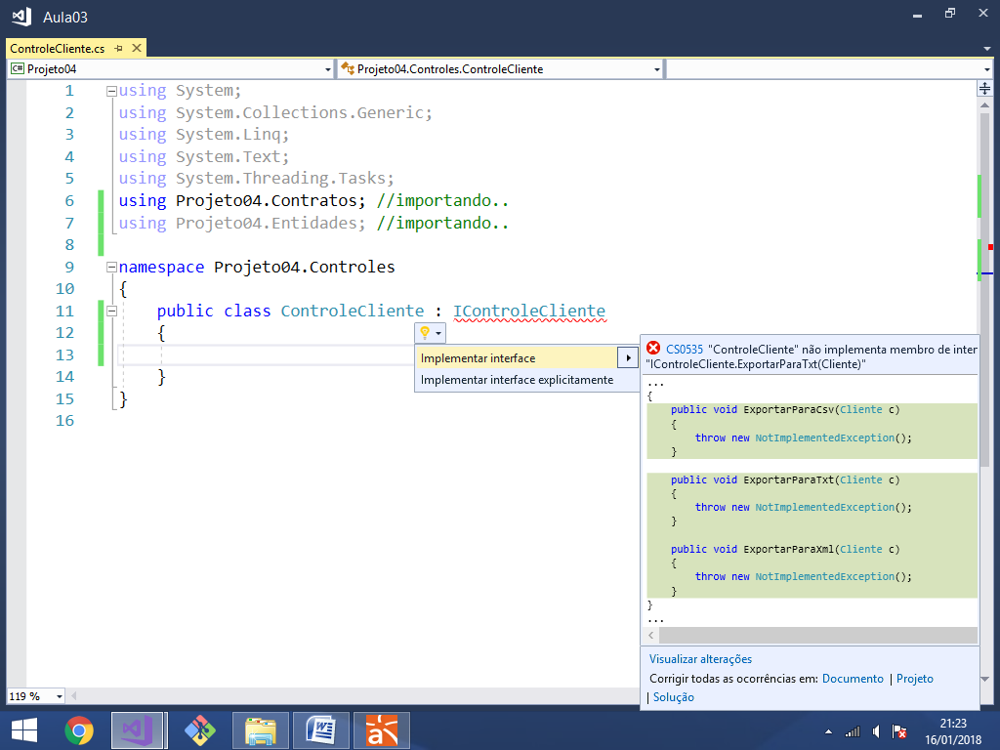 Aula03
ControleCliente.cs
C# Projeto04
Projeto04.Controles.ControleCliente
1 using System;
2 using System.Collections.Generic;
3 using System.Linq;
4 using System.Text;
5 using System.Threading.Tasks;
6 using Projeto04.Contratos; //importando..
7 using Projeto04.Entidades; //importando..
8
9 namespace Projeto04.Controles
10 {
11 public class ControleCliente : IControleCliente
12 {
13
14 }
15 }
16
Implementar interface
Implementar interface explicitamente
CS0535 "ControleCliente" não implementa membro de inter
"IControleCliente.ExportarParaTxt(Cliente)"
...
{
public void ExportarParaCsv(Cliente c)
{
throw new NotImplementedException();
}
public void ExportarParaTxt(Cliente c)
{
throw new NotImplementedException();
}
public void ExportarParaXml(Cliente c)
{
throw new NotImplementedException();
}
}
...
Visualizar alterações
Corrigir todas as ocorrências em: Documento | Projeto
| Solução
119 %
a:
21:23
16/01/2018